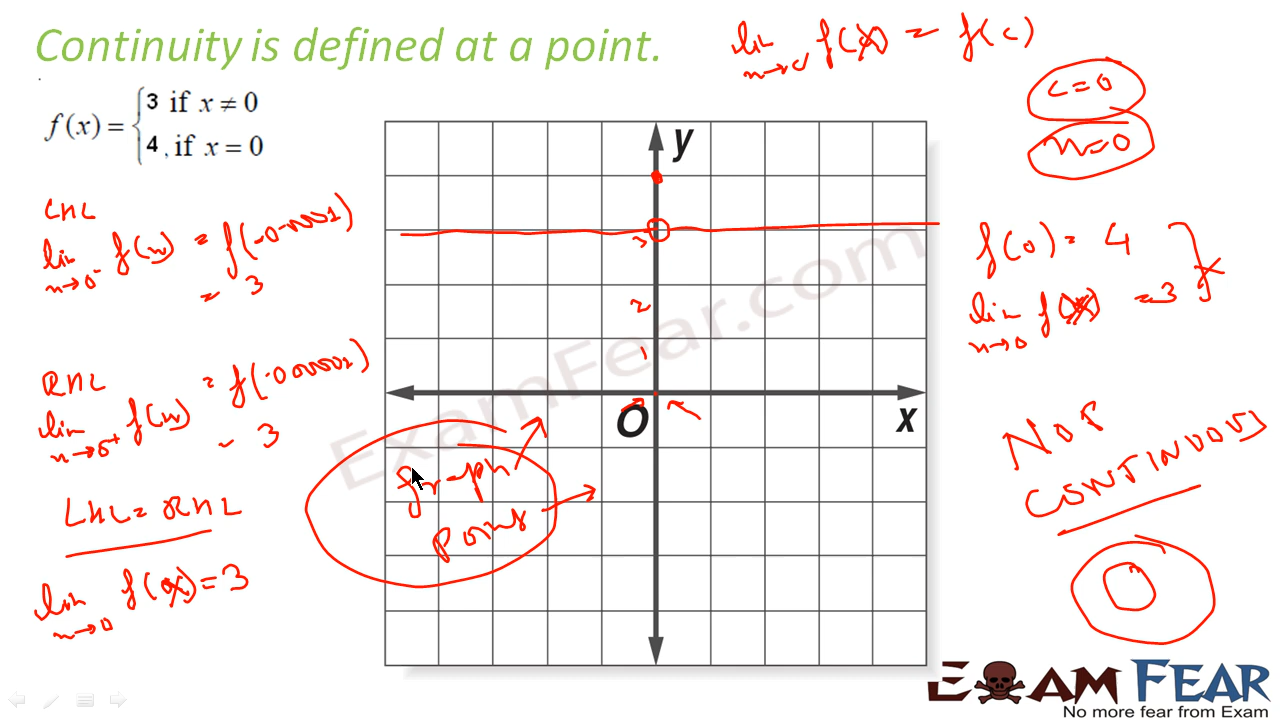 Continuity is defined at a point.
lim f(x) = f(c)
x→c
c=0
x=0
f(x) = { 3 if x ≠ 0
4, if x = 0
y
LHL
lim f(x) = f(-0.00001)
x→0⁻
= 3
3
2
1
O
x
f(0) = 4
lim f(x) = 3
x→0
RHL
lim f(x) = f(
x→0⁺
= 3
LHL = RHL
lim f(x) = 3
x→0
Graph
Point
NOT
CONTINUOUS
0
ExamFear.com
EXAM FEAR
No more fear from Exam